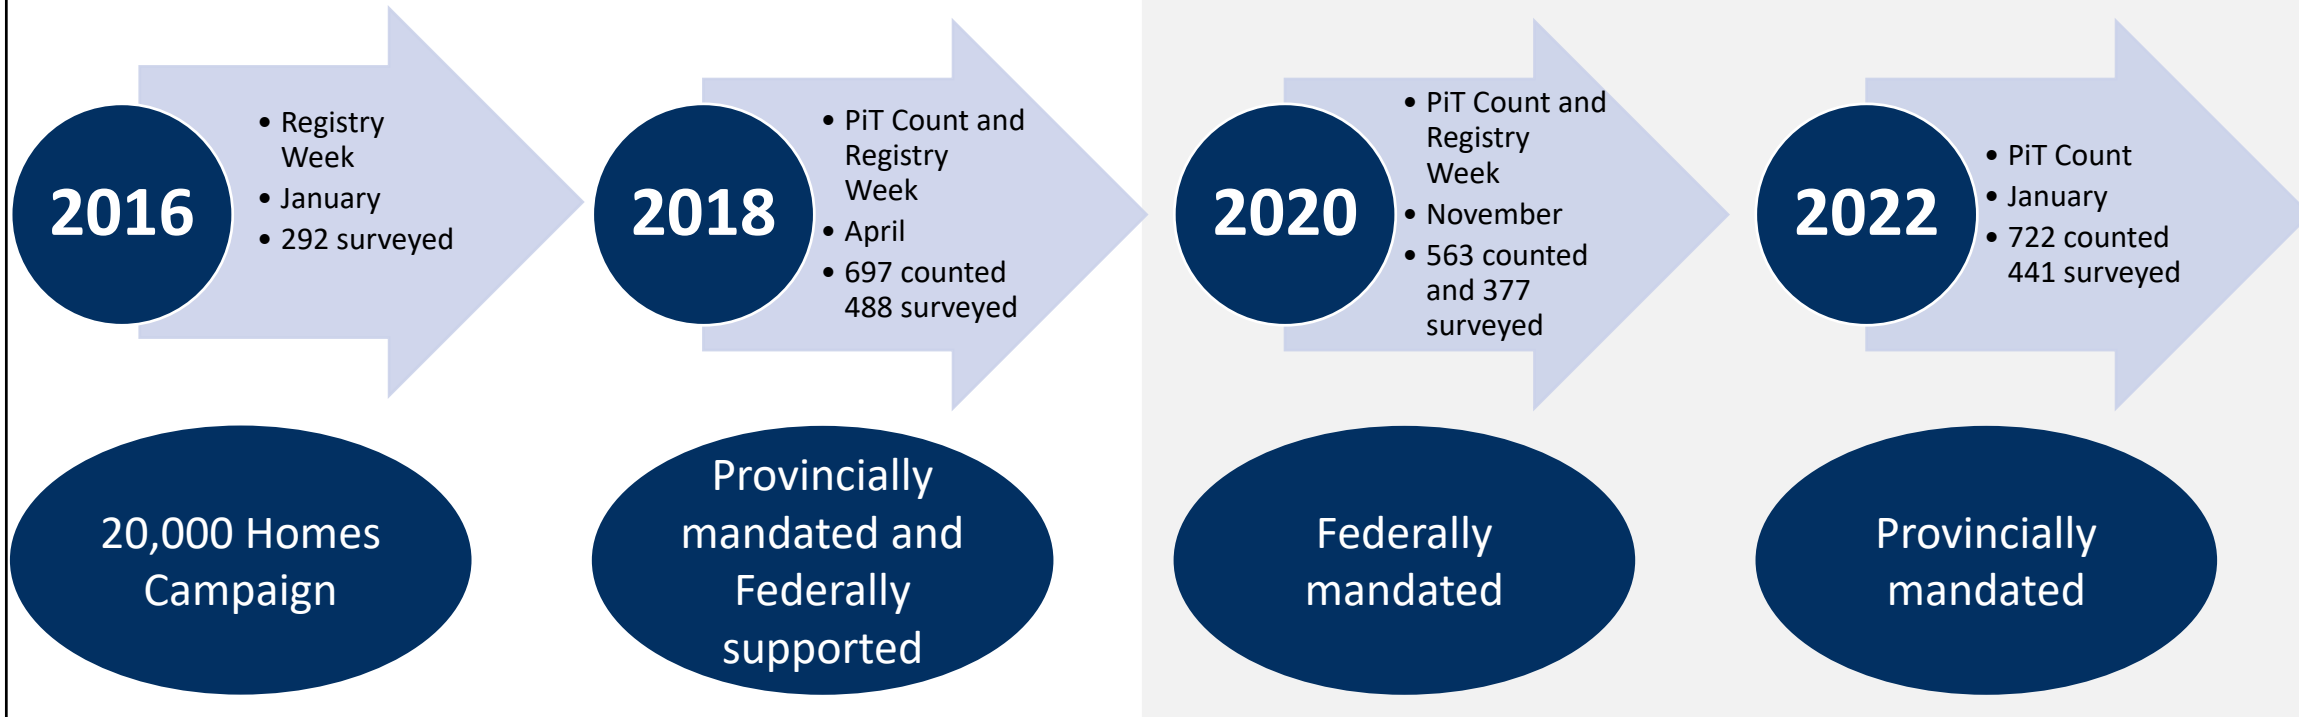 2016
• Registry
Week
• January
• 292 surveyed
2018
• PiT Count and
Registry
Week
• April
• 697 counted
488 surveyed
2020
• PiT Count and
Registry
Week
• November
• 563 counted
and 377
surveyed
2022
• PiT Count
• January
• 722 counted
441 surveyed
20,000 Homes
Campaign
Provincially
mandated and
Federally
supported
Federally
mandated
Provincially
mandated